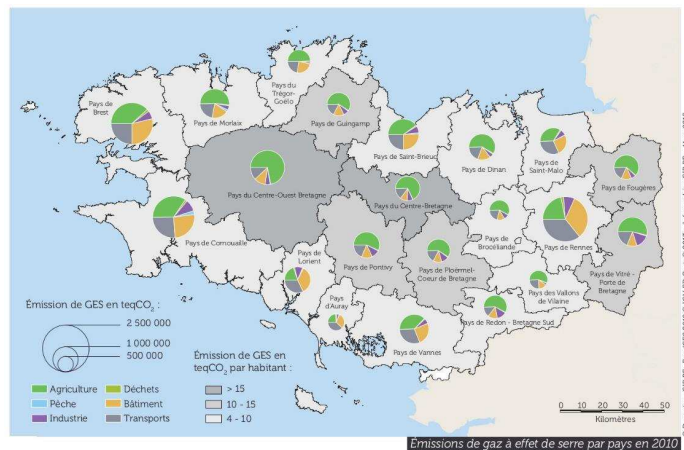 Pays du
Trégor-
Goëlo
Pays de
Brest
Pays de Morlaix
Pays de Guingamp
Pays de Saint-Brieuc
Pays de Dinan
Pays de
Saint-Malo
Pays de Fougères
Pays du Centre-Ouest Bretagne
Pays du Centre-Bretagne
Pays de Cornouaille
Pays de
Lorient
Pays de Pontivy
Pays de Ploërmel-
Coeur de Bretagne
Pays de
Brocéliande
Pays de Rennes
Pays de Vitré -
Porte de
Bretagne
Pays des Vallons
de Vilaine
Pays
d'Auray
Pays de Vannes
Pays de Redon - Bretagne Sud
Émission de GES en teqCO₂ :
2 500 000
1 000 000
500 000
Agriculture
Pêche
Industrie
Déchets
Bâtiment
Transports
Émission de GES en
teqCO₂ par habitant :
> 15
10 - 15
4 - 10
0 10 20 30 40 50
Kilomètres
Émissions de gaz à effet de serre par pays en 2010